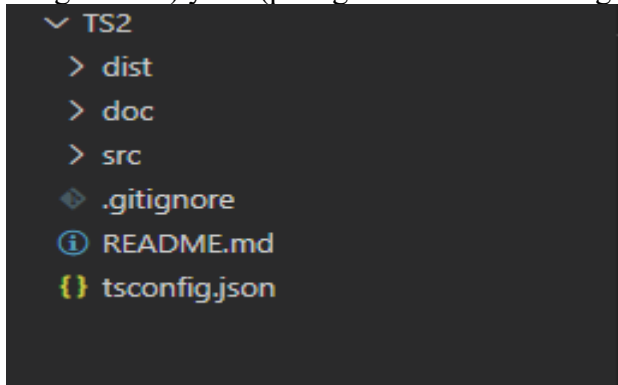 TS2
dist
doc
src
.gitignore
README.md
tsconfig.json